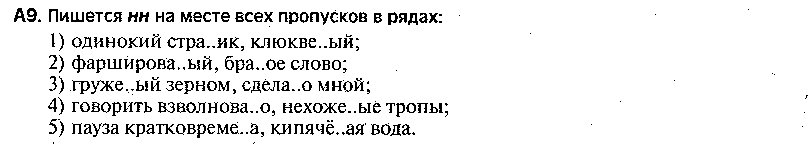 А9. Пишется нн на месте всех пропусков в рядах:
1) одинокий стра..ик, клюкве..ый;
2) фарширова..ый, бра..ое слово;
3) груже..ый зерном, сдела..о мной;
4) говорить взволнова..о, нехоже..ые тропы;
5) пауза кратковреме..а, кипячё..ая вода.